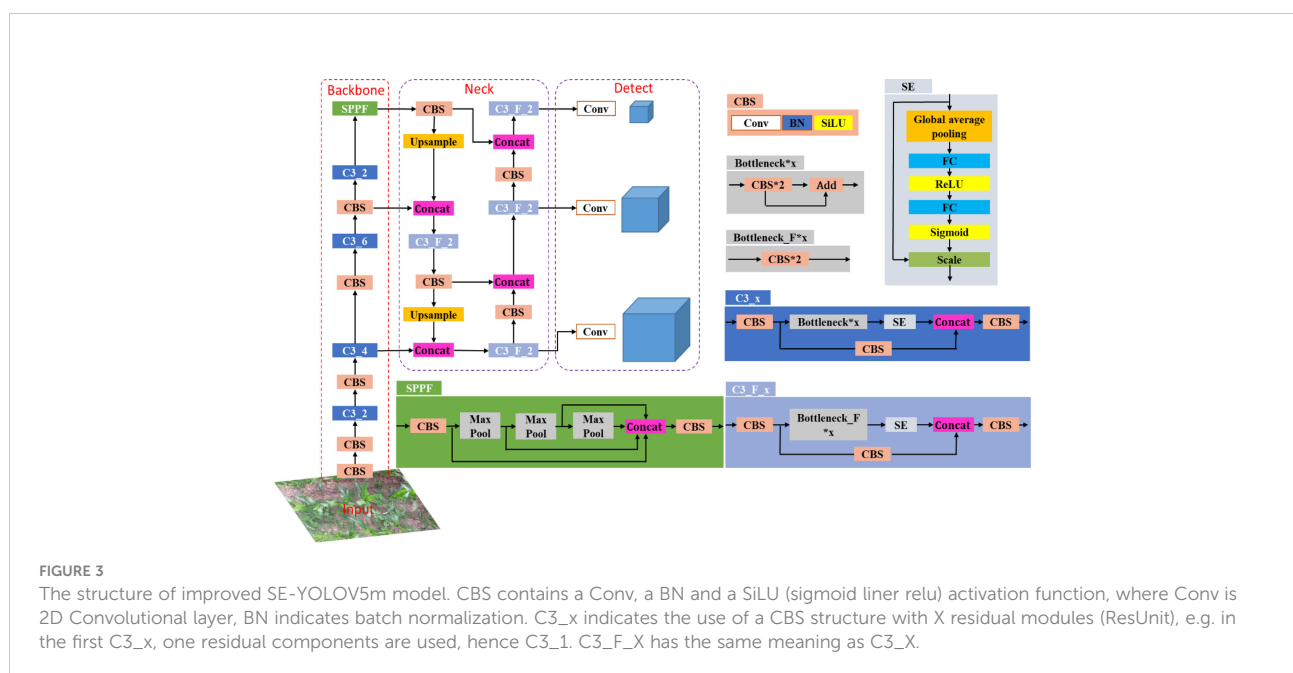 Backbone
SPPF
C3_2
CBS
C3_6
CBS
C3_4
CBS
C3_2
CBS
CBS
Input
Neck
CBS
Upsample
Concat
C3_F_2
CBS
Upsample
Concat
C3_F_2
Concat
CBS
C3_F_2
Concat
CBS
C3_F_2
Detect
Conv
Conv
Conv
CBS
Conv BN SiLU
Bottleneck*x
CBS*2 Add
Bottleneck_F*x
CBS*2
SE
Global average
pooling
FC
ReLU
FC
Sigmoid
Scale
C3_x
CBS Bottleneck*x SE Concat CBS
CBS
SPPF
CBS Max Pool Max Pool Max Pool Concat CBS
C3_F_x
CBS Bottleneck_F *x SE Concat CBS
CBS
FIGURE 3
The structure of improved SE-YOLOV5m model. CBS contains a Conv, a BN and a SiLU (sigmoid liner relu) activation function, where Conv is
2D Convolutional layer, BN indicates batch normalization. C3_x indicates the use of a CBS structure with X residual modules (ResUnit), e.g. in
the first C3_x, one residual components are used, hence C3_1. C3_F_X has the same meaning as C3_X.